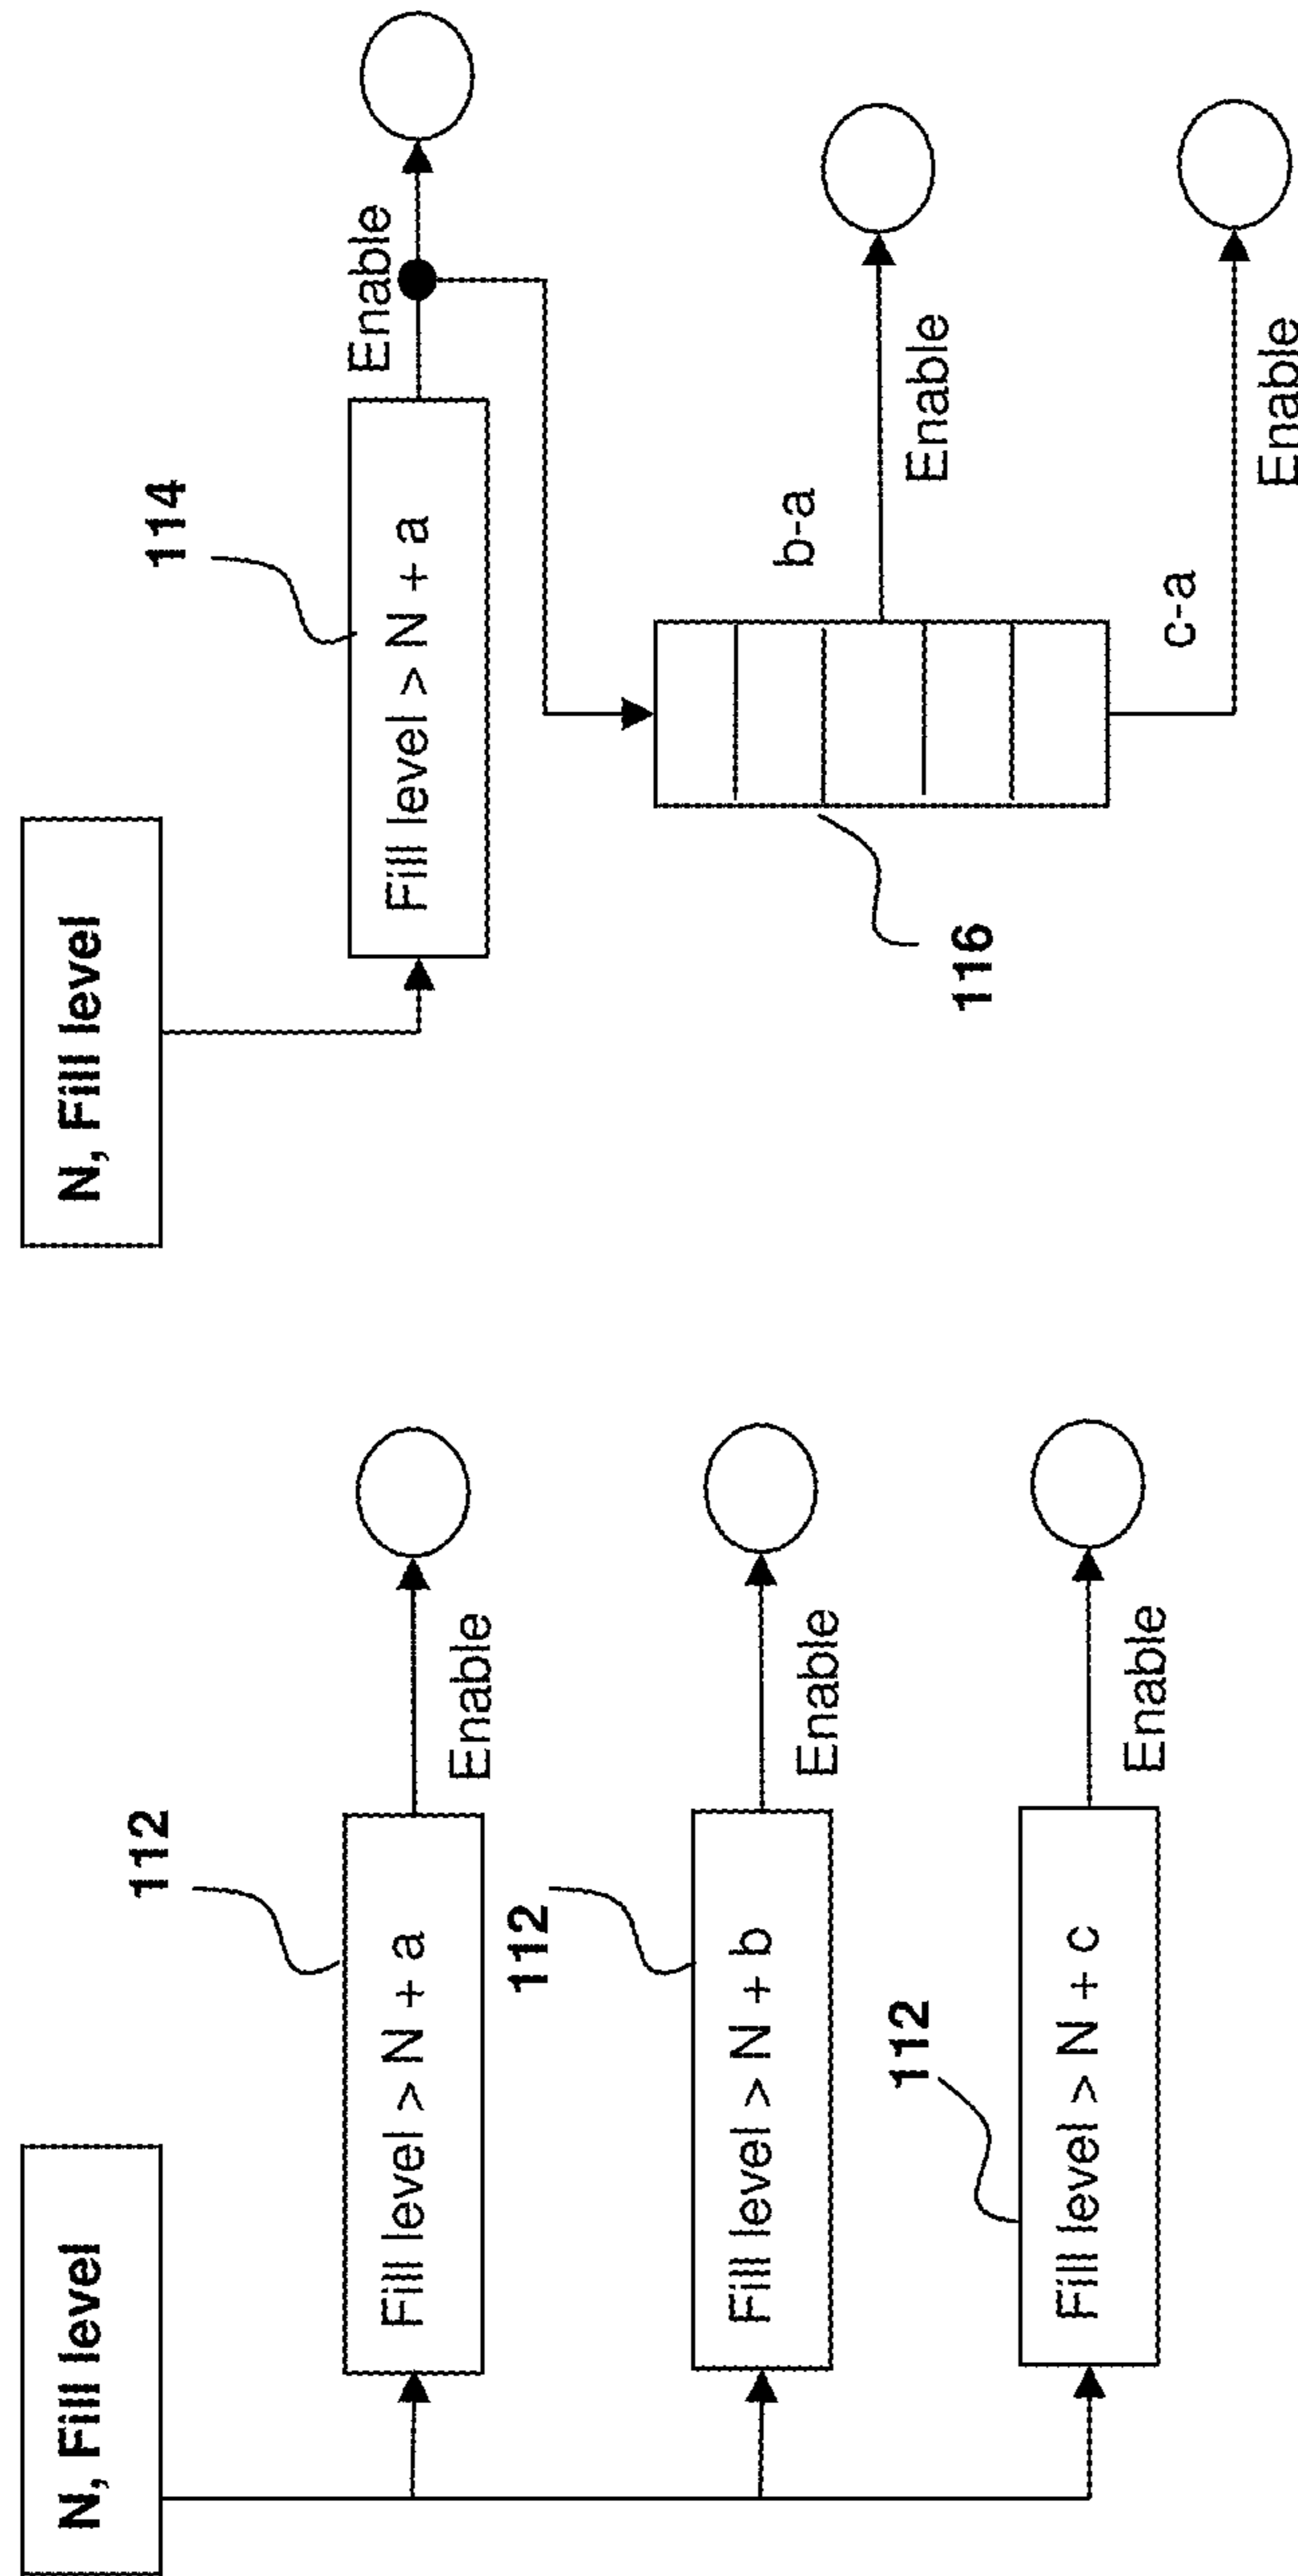 N, Fill level
112
Fill level > N + a
Enable
112
Fill level > N + b
Enable
112
Fill level > N + c
Enable
N, Fill level
114
Fill level > N + a
Enable
b-a
Enable
116
c-a
Enable